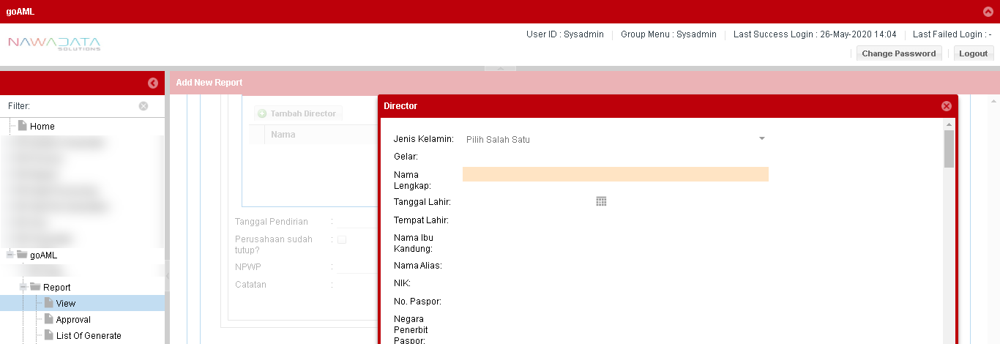 goAML
NAWADATA
SOLUTIONS
User ID : Sysadmin
Group Menu : Sysadmin
Last Success Login : 26-May-2020 14:04
Last Failed Login : -
Change Password
Logout
Add New Report
Filter:
Home
goAML
Report
View
Approval
List Of Generate
Tambah Director
Nama
Tanggal Pendirian :
Perusahaan sudah :
tutup?
NPWP :
Catatan :
Director
Jenis Kelamin: Pilih Salah Satu
Gelar:
Nama
Lengkap:
Tanggal Lahir:
Tempat Lahir:
Nama Ibu
Kandung:
Nama Alias:
NIK:
No. Paspor:
Negara
Penerbit
Paspor: